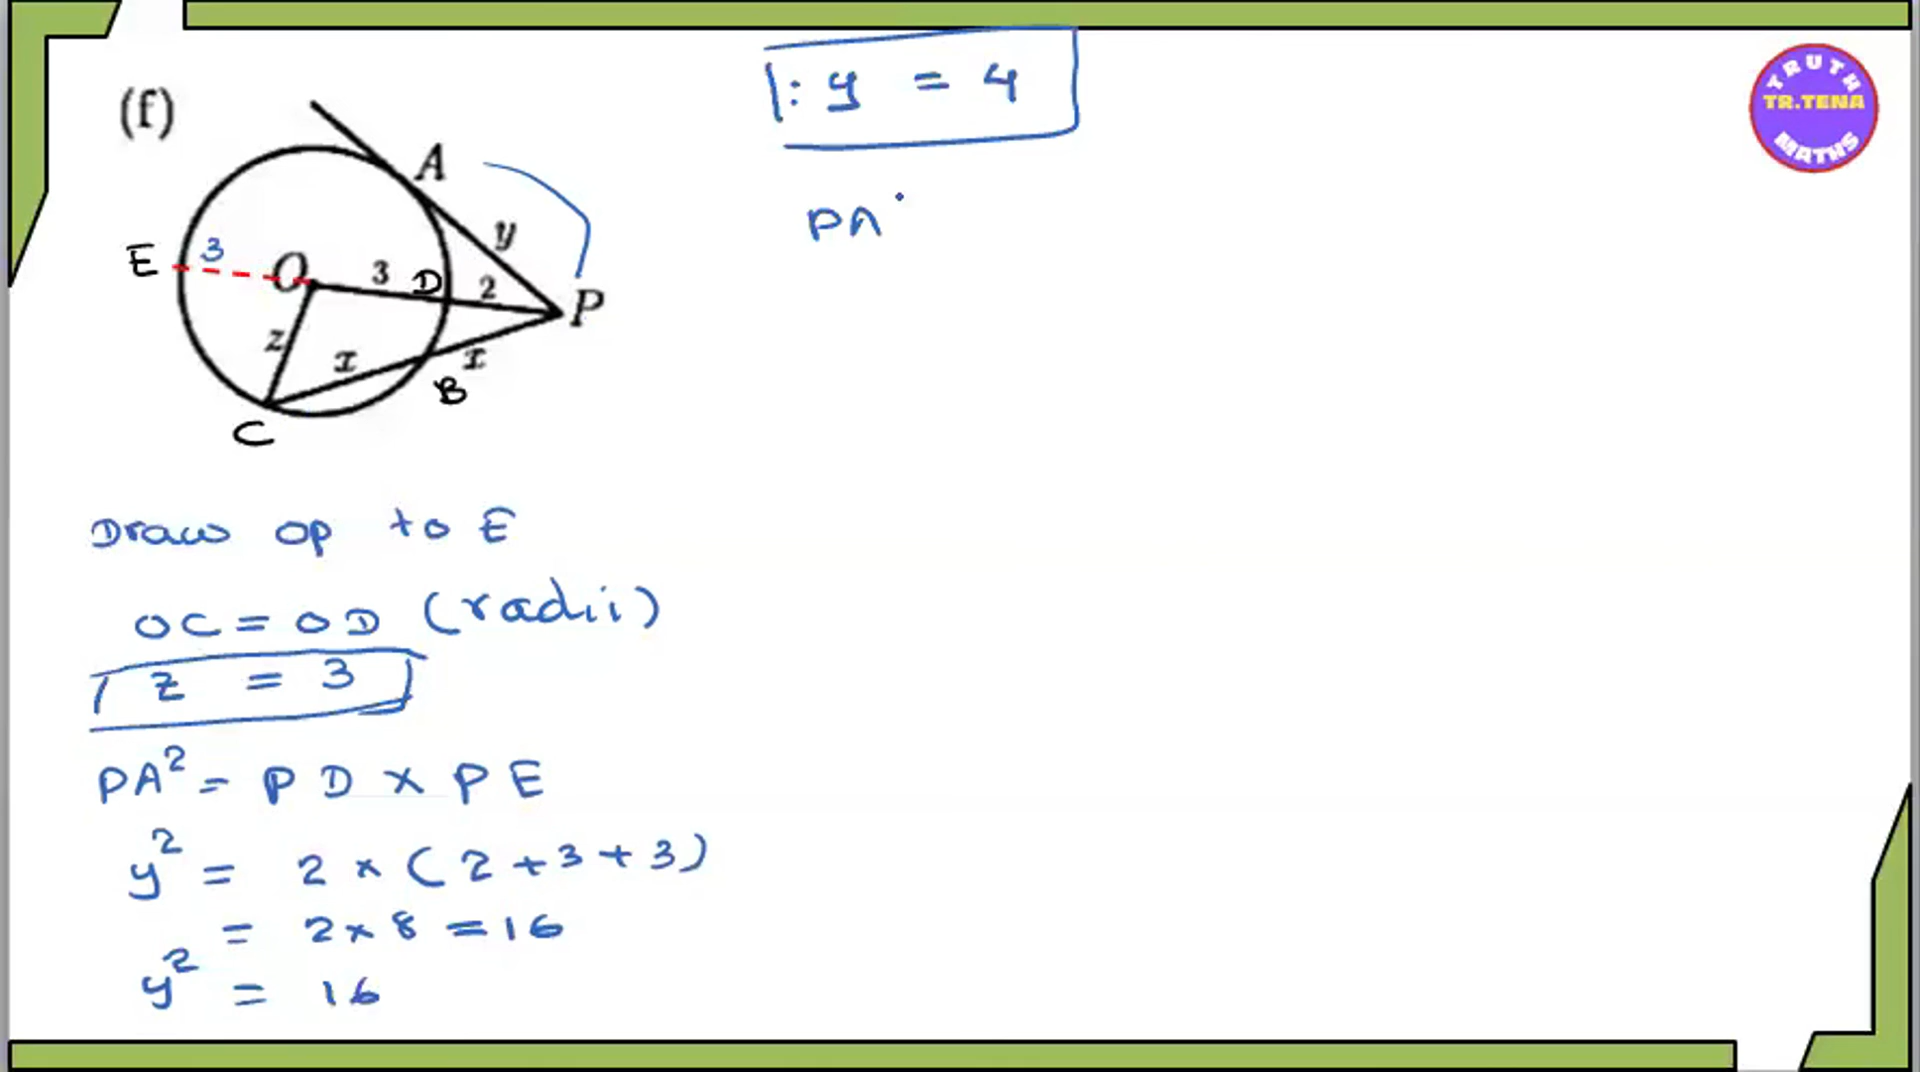 (f)
A
y
E
3
O
3
D
2
P
z
x
x
B
C
Draw OP to E
OC = OD (radii)
z = 3
PA² = PD × PE
y² = 2 × (2 + 3 + 3)
= 2 × 8 = 16
y² = 16
∴ y = 4
PA
TRUTH
TR.TENA
MATHS